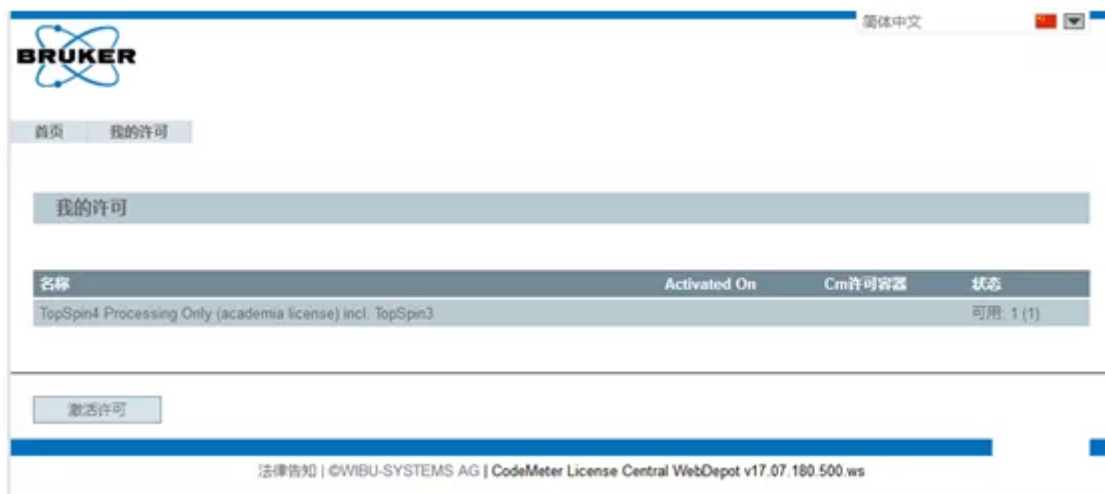 简体中文
BRUKER
首页 我的许可
我的许可
名称 Activated On Cm许可容器 状态
TopSpin4 Processing Only (academia license) incl. TopSpin3 可用: 1 (1)
激活许可
法律告知 | ©WIBU-SYSTEMS AG | CodeMeter License Central WebDepot v17.07.180.500.ws